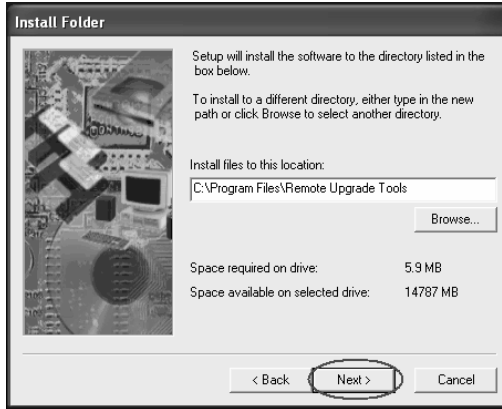 Install Folder
Setup will install the software to the directory listed in the
box below.
To install to a different directory, either type in the new
path or click Browse to select another directory.
Install files to this location:
C:\Program Files\Remote Upgrade Tools
Browse...
Space required on drive: 5.9 MB
Space available on selected drive: 14787 MB
< Back Next > Cancel